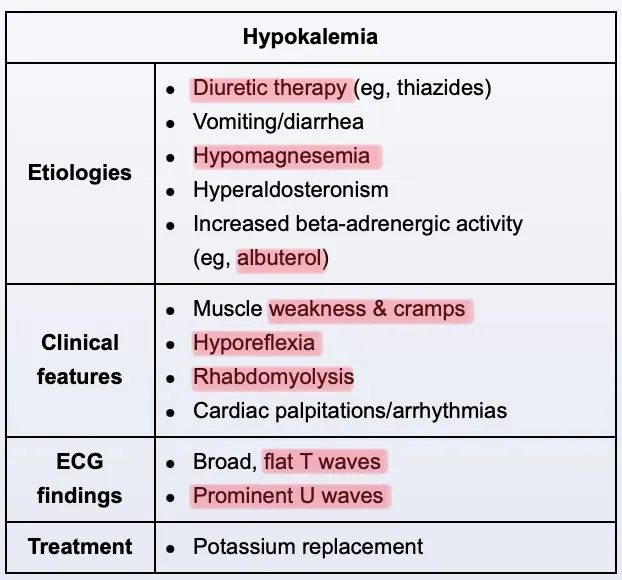 Hypokalemia
Etiologies
• Diuretic therapy (eg, thiazides)
• Vomiting/diarrhea
• Hypomagnesemia
• Hyperaldosteronism
• Increased beta-adrenergic activity
(eg, albuterol)
Clinical
features
• Muscle weakness & cramps
• Hyporeflexia
• Rhabdomyolysis
• Cardiac palpitations/arrhythmias
ECG
findings
• Broad, flat T waves
• Prominent U waves
Treatment
• Potassium replacement